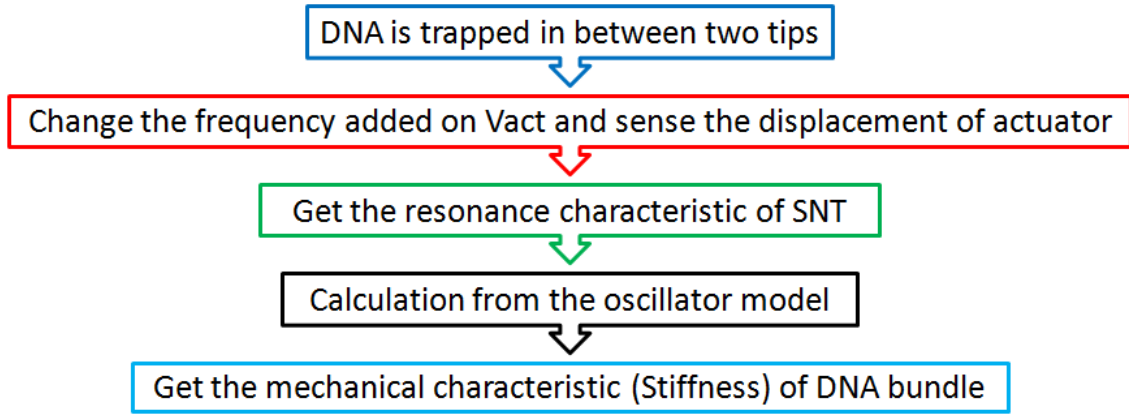 DNA is trapped in between two tips
Change the frequency added on Vact and sense the displacement of actuator
Get the resonance characteristic of SNT
Calculation from the oscillator model
Get the mechanical characteristic (Stiffness) of DNA bundle